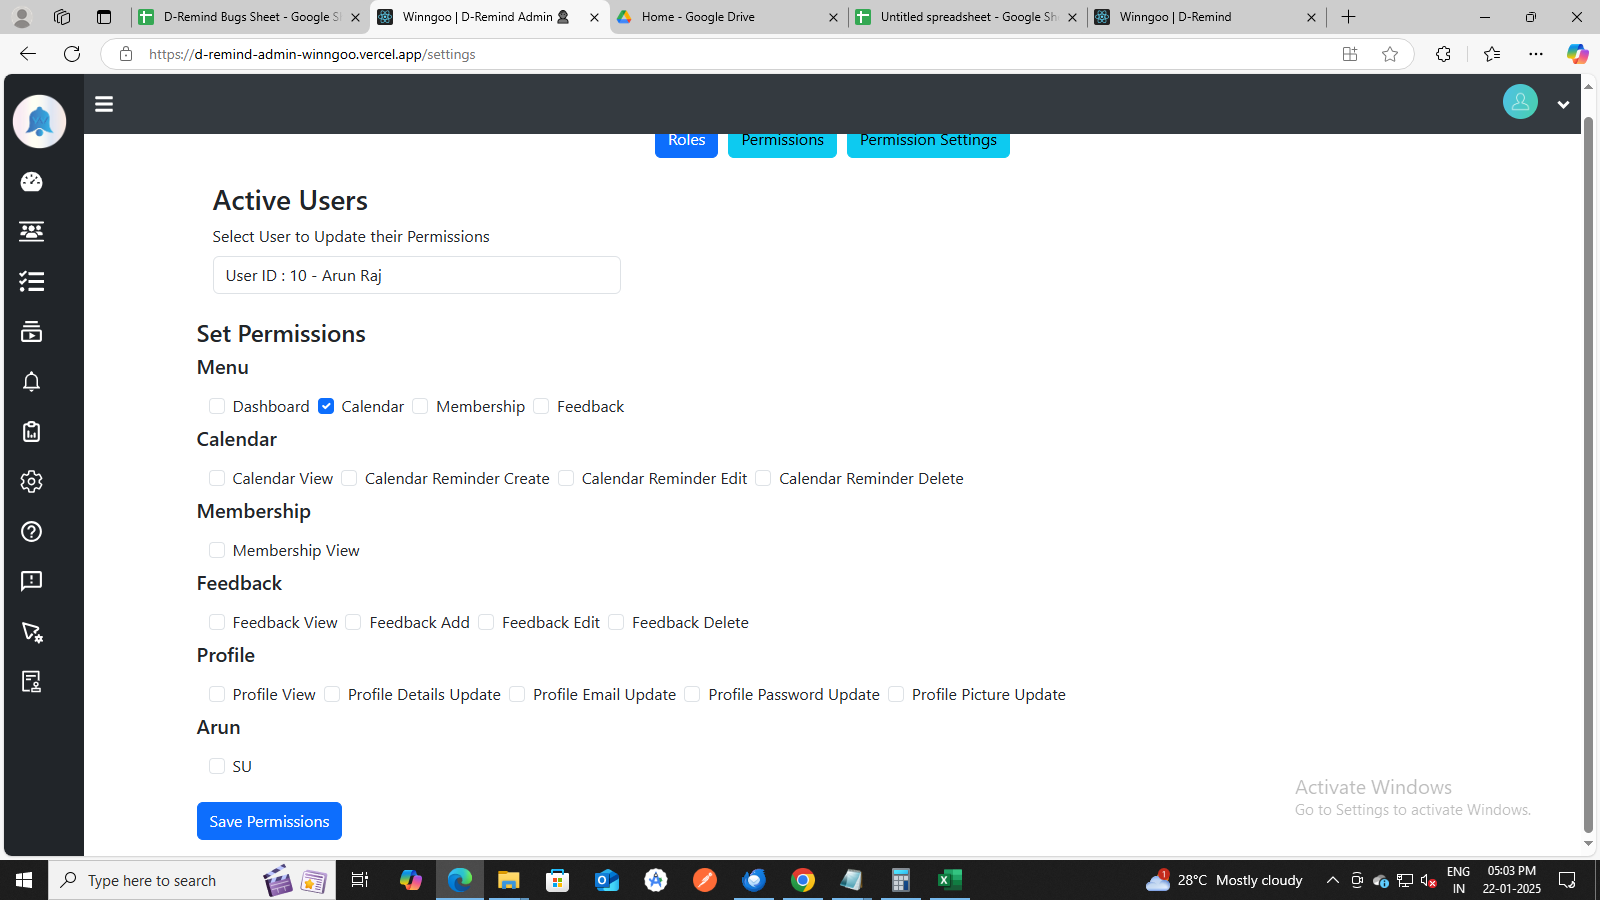 D-Remind Bugs Sheet - Google Sh
Winngoo | D-Remind Admin
Home - Google Drive
Untitled spreadsheet - Google She
Winngoo | D-Remind
https://d-remind-admin-winngoo.vercel.app/settings
Roles
Permissions
Permission Settings
Active Users
Select User to Update their Permissions
User ID : 10 - Arun Raj
Set Permissions
Menu
Dashboard Calendar Membership Feedback
Calendar
Calendar View Calendar Reminder Create Calendar Reminder Edit Calendar Reminder Delete
Membership
Membership View
Feedback
Feedback View Feedback Add Feedback Edit Feedback Delete
Profile
Profile View Profile Details Update Profile Email Update Profile Password Update Profile Picture Update
Arun
SU
Save Permissions
Activate Windows
Go to Settings to activate Windows.
Type here to search
1
28°C Mostly cloudy
ENG
IN
05:03 PM
22-01-2025